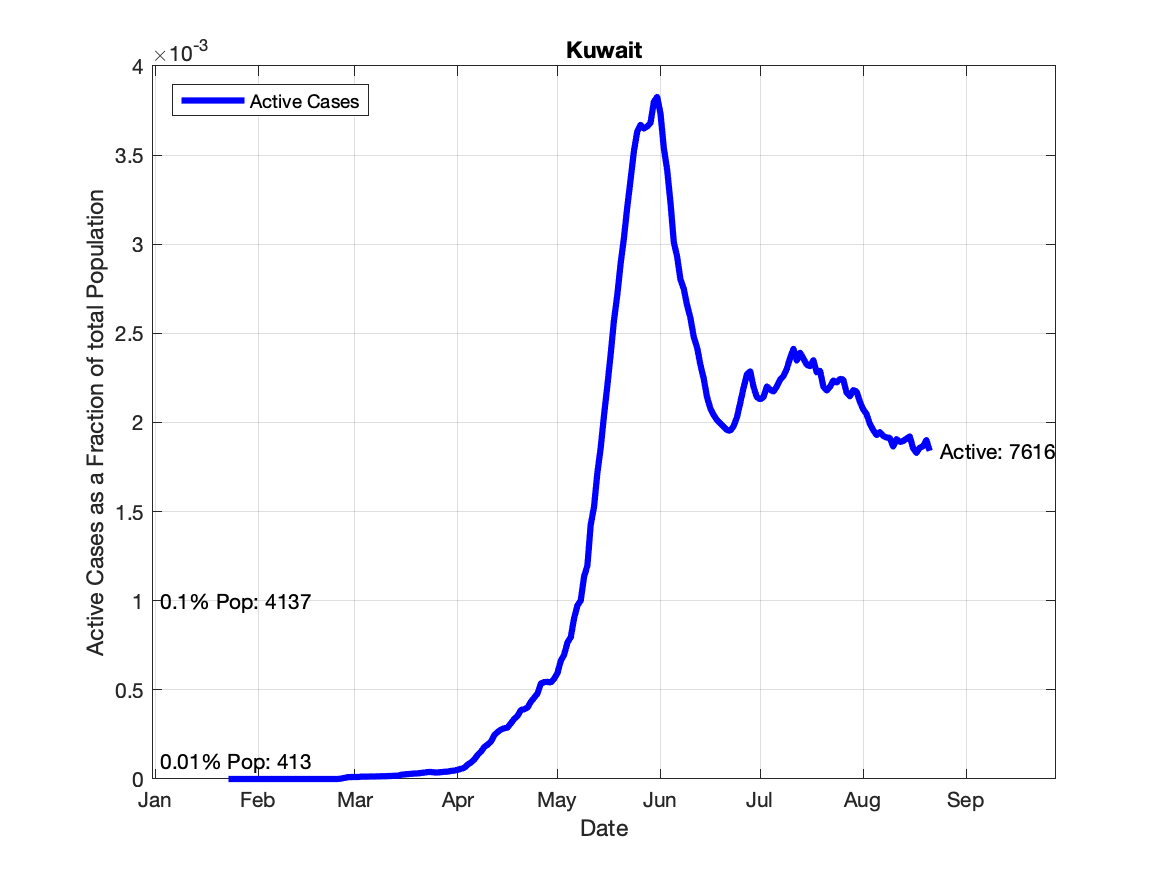 Kuwait
×10-3
Active Cases
4
3.5
3
2.5
2
1.5
1
0.5
0
Active Cases as a Fraction of total Population
Active: 7616
0.1% Pop: 4137
0.01% Pop: 413
Jan Feb Mar Apr May Jun Jul Aug Sep
Date